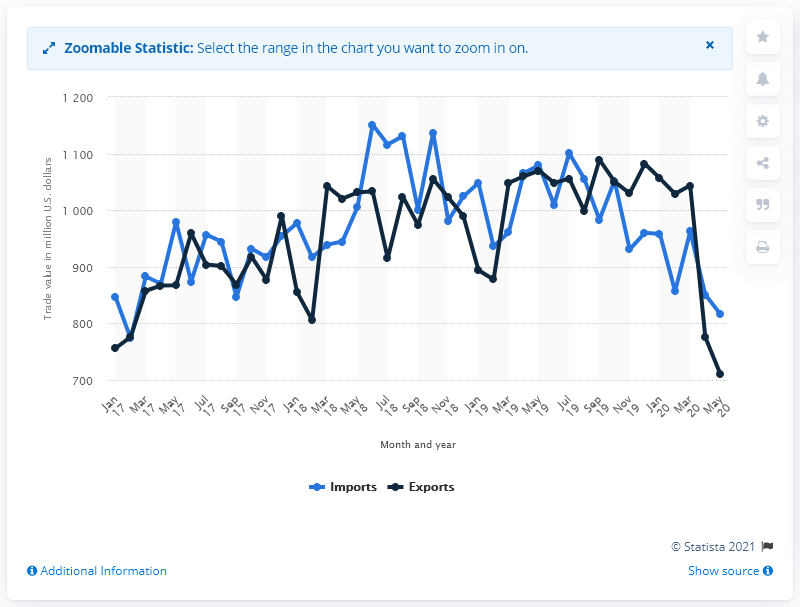 Zoomable Statistic: Select the range in the chart you want to zoom in on.
×
1 200
1 100
1 000
900
800
700
Trade value in million U.S. dollars
Jan 17
Mar 17
May 17
Jul 17
Sep 17
Nov 17
Jan 18
Mar 18
May 18
Jul 18
Sep 18
Nov 18
Jan 19
Mar 19
May 19
Jul 19
Sep 19
Nov 19
Jan 20
Mar 20
May 20
Month and year
Imports Exports
© Statista 2021
Additional Information
Show source